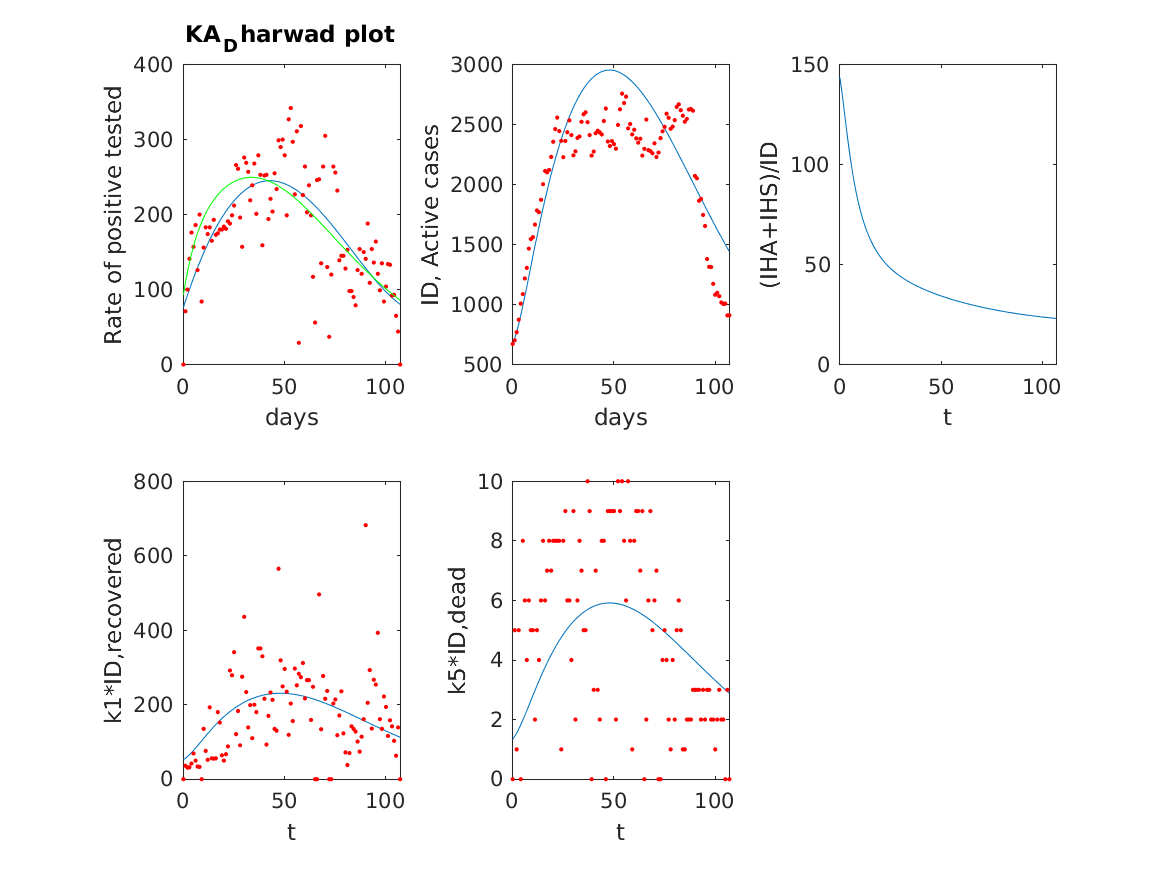 KA_Dharwad plot
Rate of positive tested
400
300
200
100
0
0 50 100
days
ID, Active cases
3000
2500
2000
1500
1000
500
0 50 100
days
(IHA+IHS)/ID
150
100
50
0
0 50 100
t
k1*ID,recovered
800
600
400
200
0
0 50 100
t
k5*ID,dead
10
8
6
4
2
0
0 50 100
t